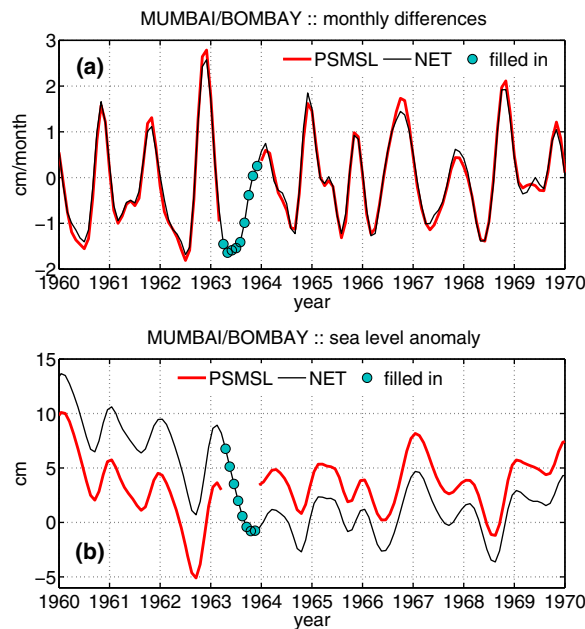 MUMBAI/BOMBAY :: monthly differences
3
(a)
PSMSL
NET
filled in
2
1
0
−1
−2
cm/month
1960 1961 1962 1963 1964 1965 1966 1967 1968 1969 1970
year
MUMBAI/BOMBAY :: sea level anomaly
15
PSMSL
NET
filled in
10
5
0
−5
cm
(b)
1960 1961 1962 1963 1964 1965 1966 1967 1968 1969 1970
year